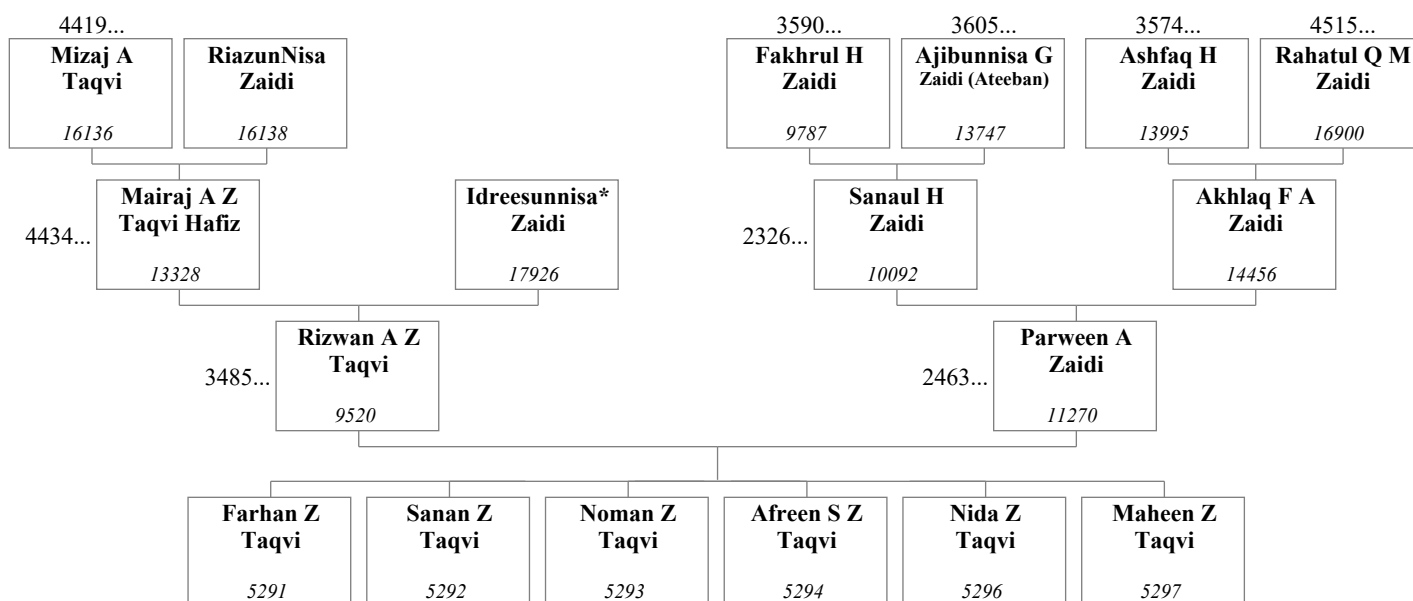 4419...
Mizaj A
Taqvi
16136
RiazunNisa
Zaidi
16138
3590...
Fakhrul H
Zaidi
9787
3605...
Ajibunnisa G
Zaidi (Ateeban)
13747
3574...
Ashfaq H
Zaidi
13995
4515...
Rahatul Q M
Zaidi
16900
4434...
Mairaj A Z
Taqvi Hafiz
13328
Idreesunnisa*
Zaidi
17926
2326...
Sanaul H
Zaidi
10092
Akhlaq F A
Zaidi
14456
3485...
Rizwan A Z
Taqvi
9520
2463...
Parween A
Zaidi
11270
Farhan Z
Taqvi
5291
Sanan Z
Taqvi
5292
Noman Z
Taqvi
5293
Afreen S Z
Taqvi
5294
Nida Z
Taqvi
5296
Maheen Z
Taqvi
5297